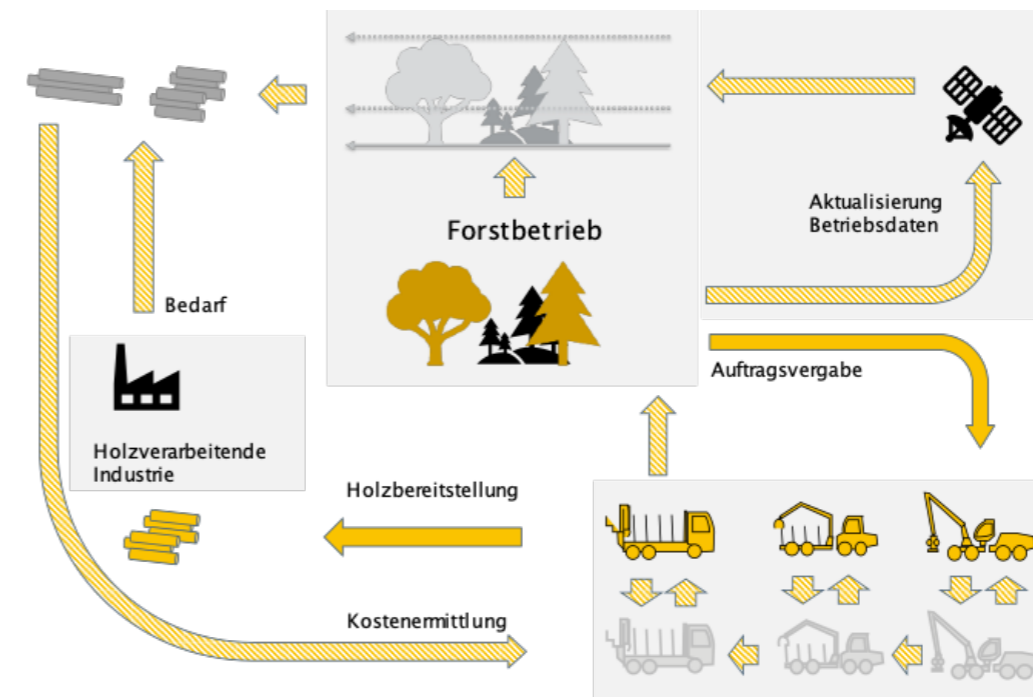 Forstbetrieb
Aktualisierung
Betriebsdaten
Bedarf
Auftragsvergabe
Holzverarbeitende
Industrie
Holzbereitstellung
Kostenermittlung